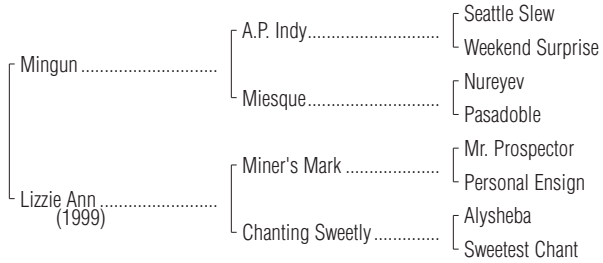 Seattle Slew
A.P. Indy
Weekend Surprise
Mingun
Nureyev
Miesque
Pasadoble
Mr. Prospector
Miner's Mark
Personal Ensign
Lizzie Ann
(1999)
Alysheba
Chanting Sweetly
Sweetest Chant